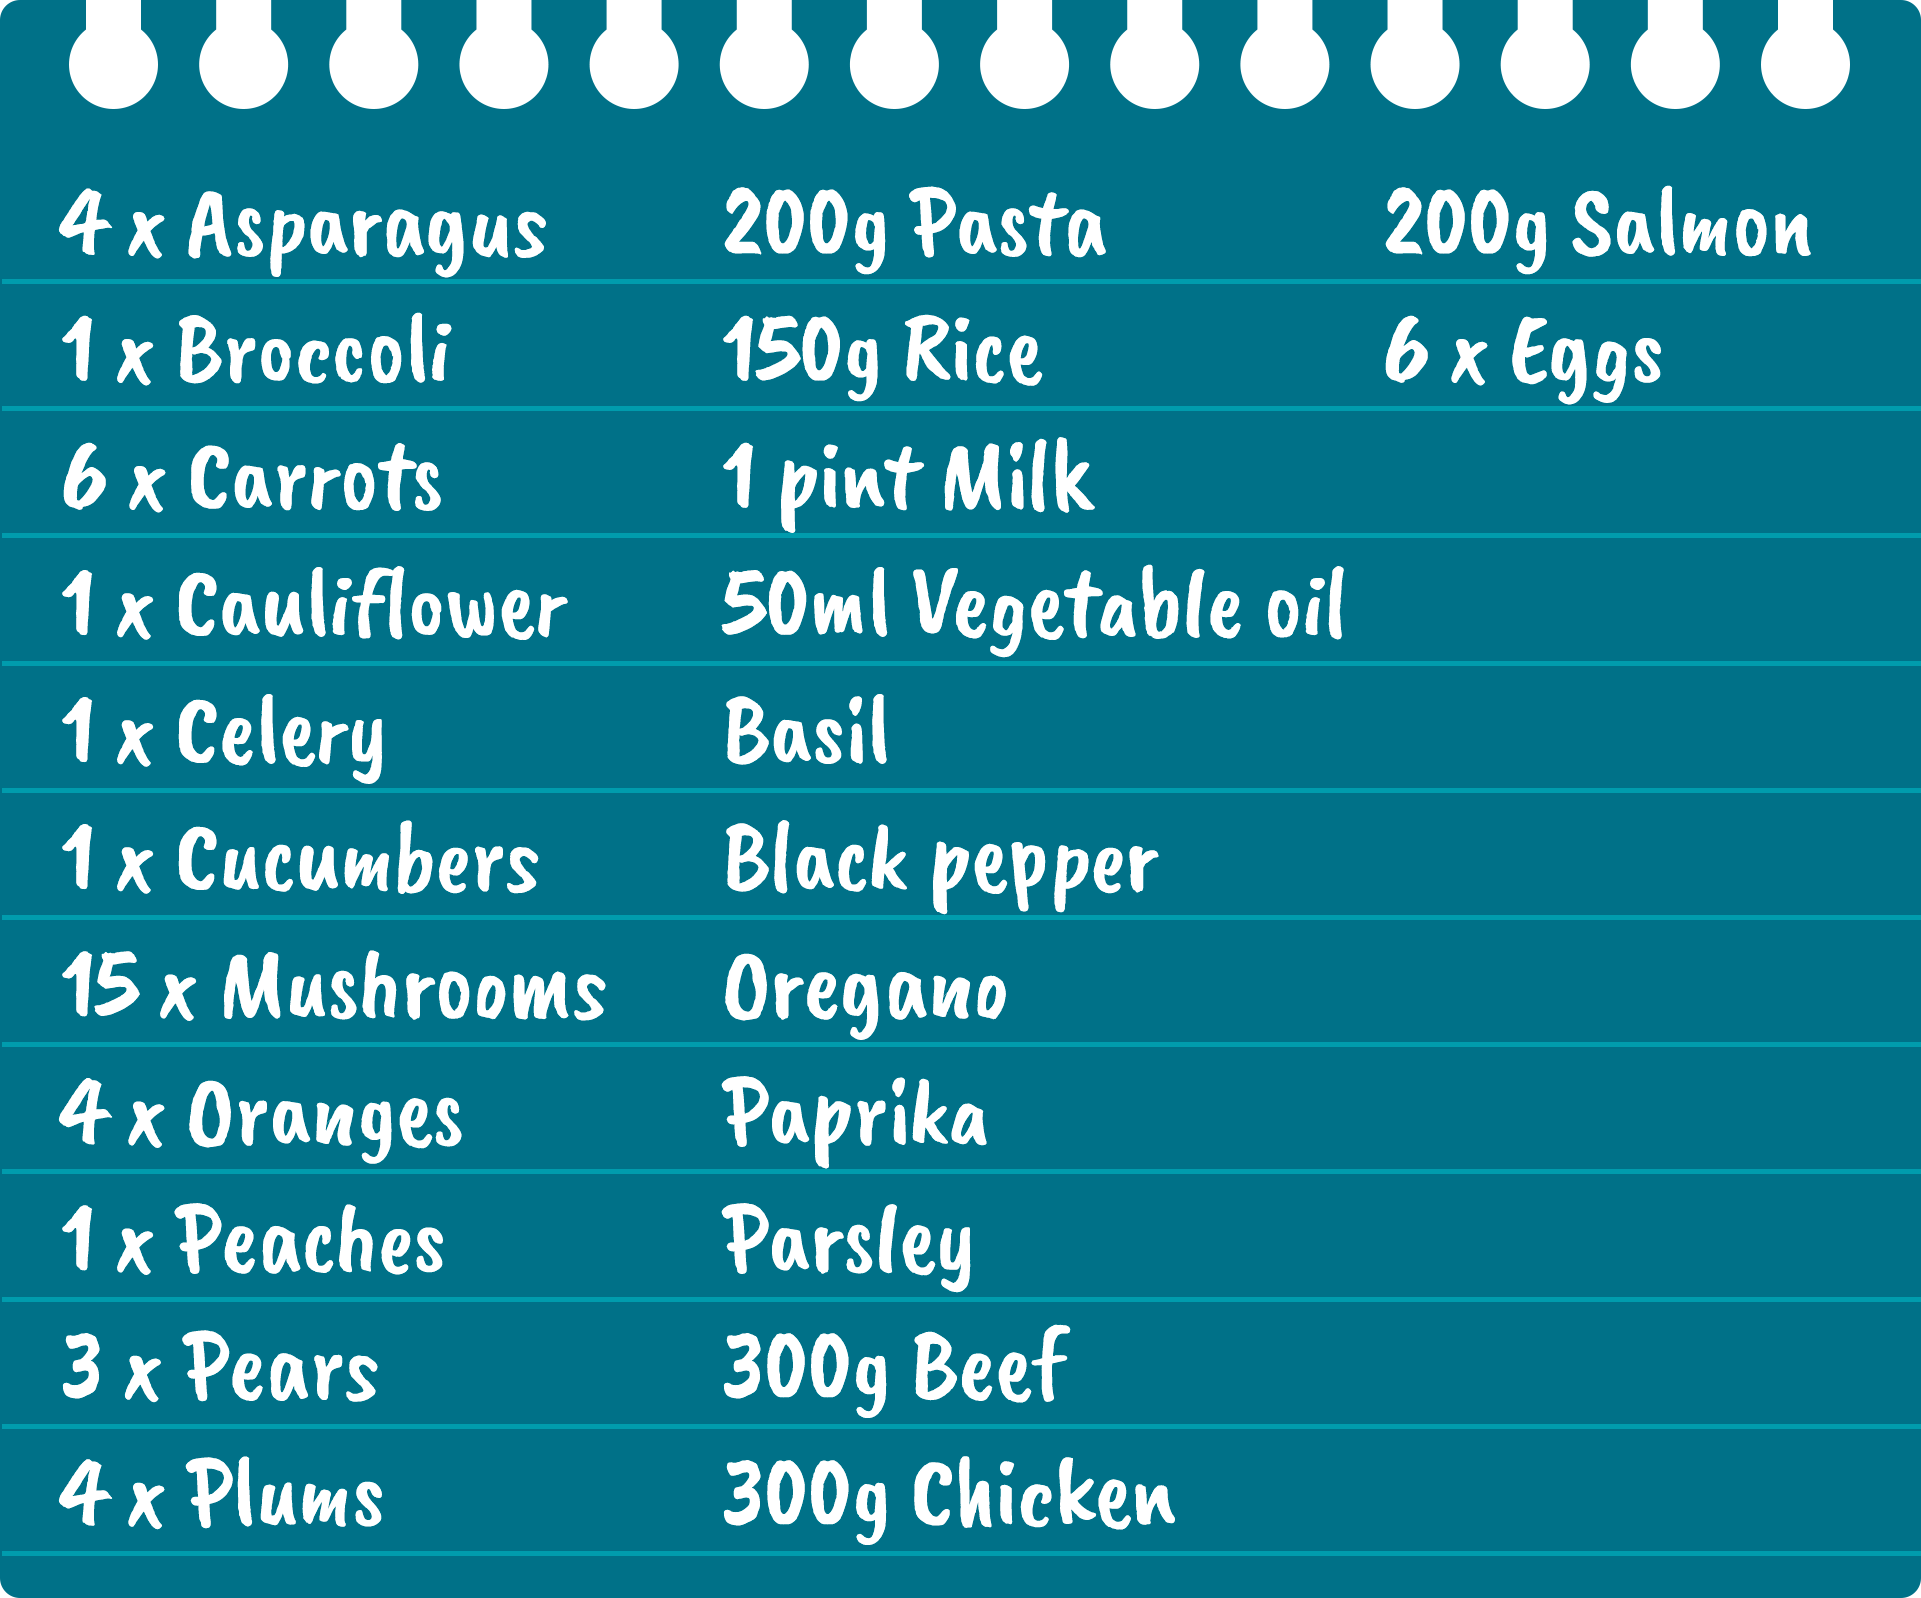 4 x Asparagus
1 x Broccoli
6 x Carrots
1 x Cauliflower
1 x Celery
1 x Cucumbers
15 x Mushrooms
4 x Oranges
1 x Peaches
3 x Pears
4 x Plums
200g Pasta
150g Rice
1 pint Milk
50ml Vegetable oil
Basil
Black pepper
Oregano
Paprika
Parsley
300g Beef
300g Chicken
200g Salmon
6 x Eggs